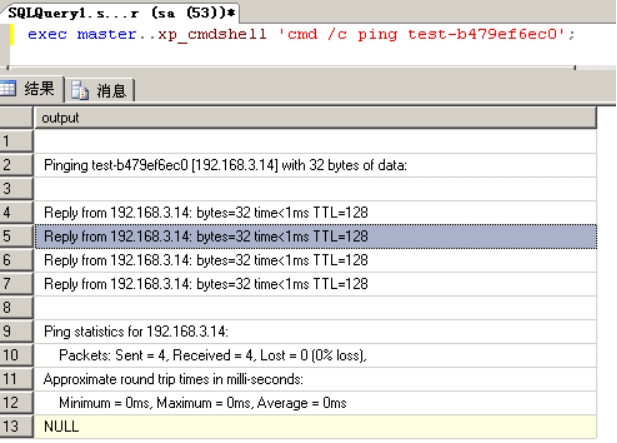 SQLQuery1.s...r (sa (53))*
exec master..xp_cmdshell 'cmd /c ping test-b479ef6ec0';
结果 消息
output
1
2 Pinging test-b479ef6ec0 [192.168.3.14] with 32 bytes of data:
3
4 Reply from 192.168.3.14: bytes=32 time<1ms TTL=128
5 Reply from 192.168.3.14: bytes=32 time<1ms TTL=128
6 Reply from 192.168.3.14: bytes=32 time<1ms TTL=128
7 Reply from 192.168.3.14: bytes=32 time<1ms TTL=128
8
9 Ping statistics for 192.168.3.14:
10 Packets: Sent = 4, Received = 4, Lost = 0 (0% loss),
11 Approximate round trip times in milli-seconds:
12 Minimum = 0ms, Maximum = 0ms, Average = 0ms
13 NULL